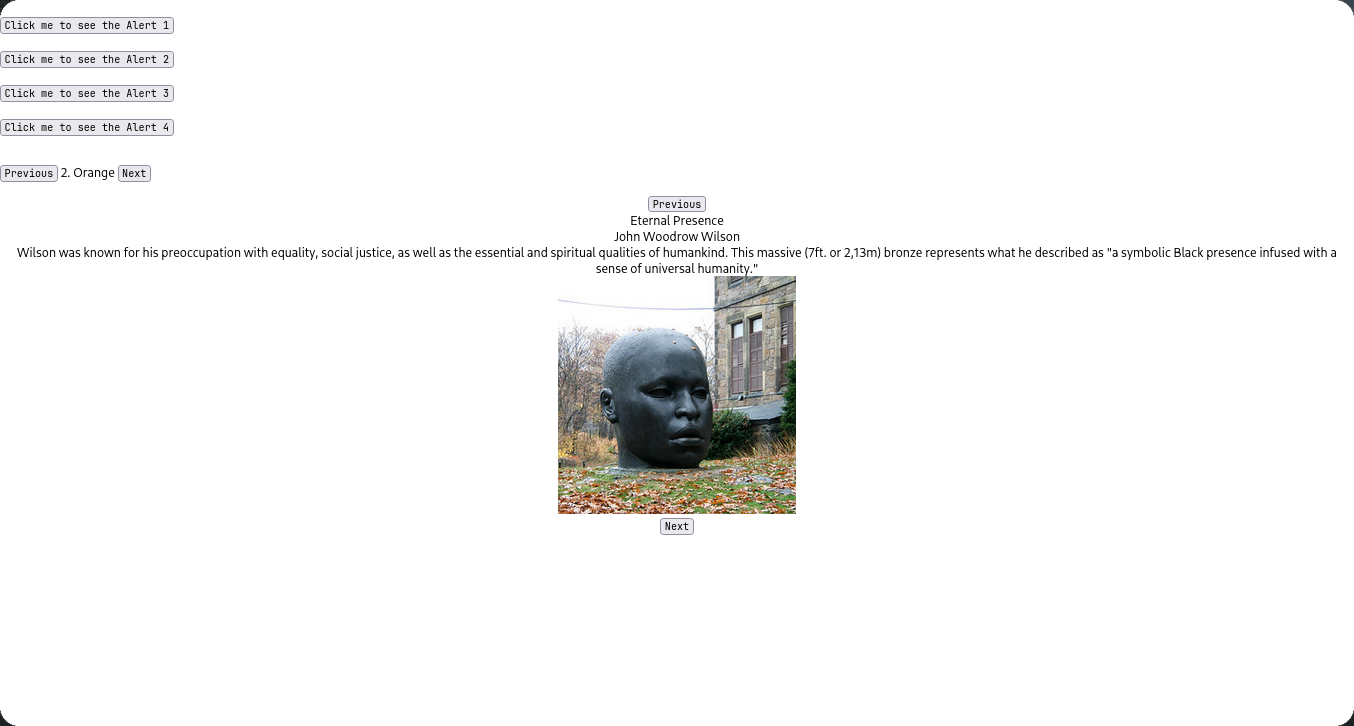 Click me to see the Alert 1
Click me to see the Alert 2
Click me to see the Alert 3
Click me to see the Alert 4
Previous 2. Orange Next
Previous
Eternal Presence
John Woodrow Wilson
Wilson was known for his preoccupation with equality, social justice, as well as the essential and spiritual qualities of humankind. This massive (7ft. or 2,13m) bronze represents what he described as "a symbolic Black presence infused with a
sense of universal humanity."
Next